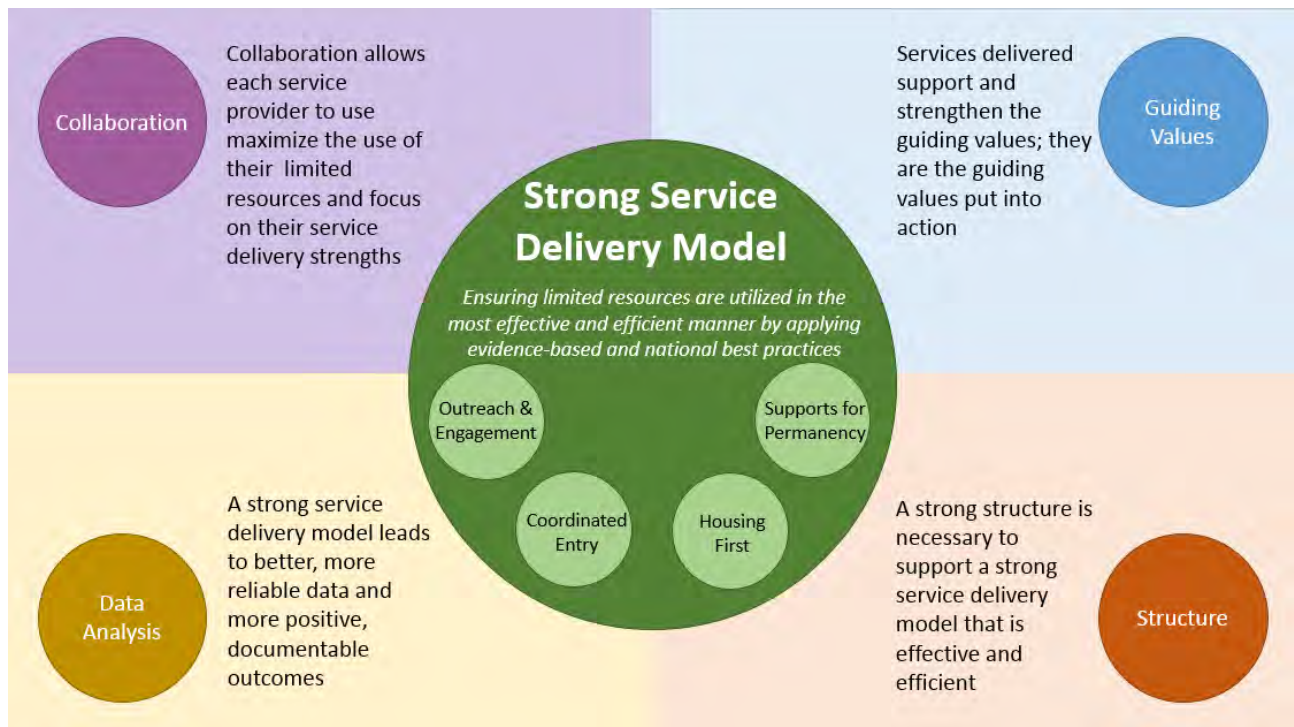 Collaboration
Collaboration allows
each service
provider to use
maximize the use of
their limited
resources and focus
on their service
delivery strengths
Services delivered
support and
strengthen the
guiding values; they
are the guiding
values put into
action
Guiding
Values
Strong Service
Delivery Model
Ensuring limited resources are utilized in the
most effective and efficient manner by applying
evidence-based and national best practices
Outreach &
Engagement
Coordinated
Entry
Housing
First
Supports for
Permanency
Data
Analysis
A strong service
delivery model leads
to better, more
reliable data and
more positive,
documentable
outcomes
A strong structure is
necessary to
support a strong
service delivery
model that is
effective and
efficient
Structure